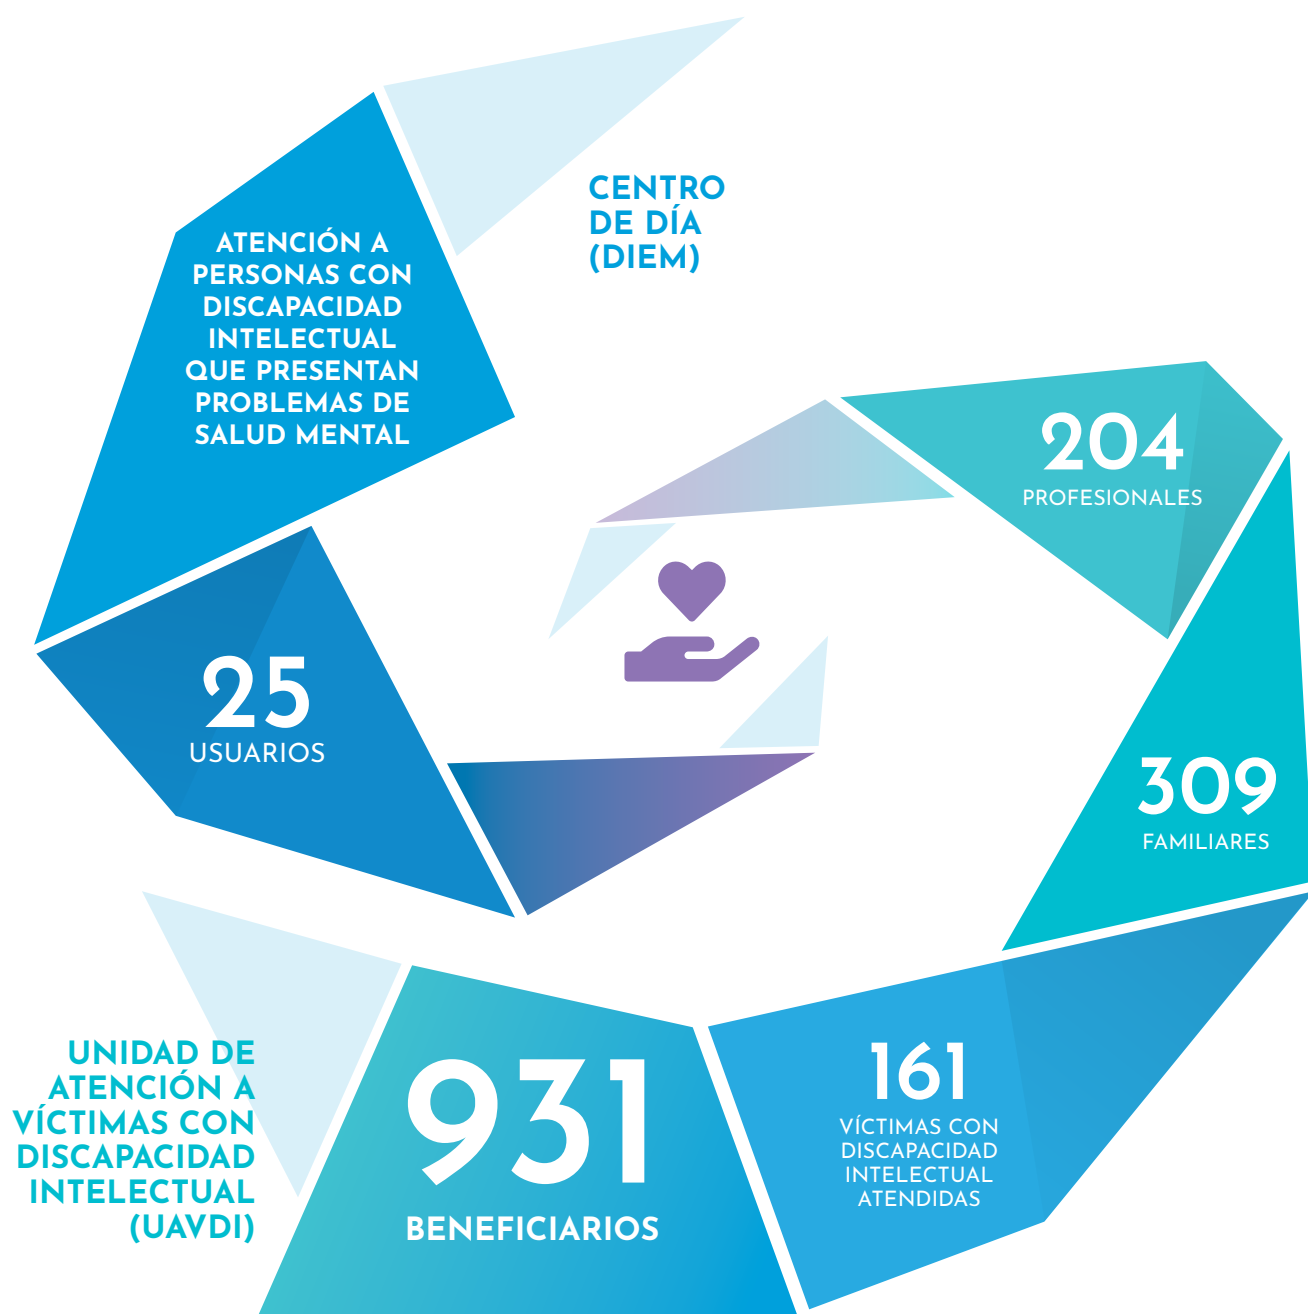 CENTRO
DE DÍA
(DIEM)
ATENCIÓN A
PERSONAS CON
DISCAPACIDAD
INTELECTUAL
QUE PRESENTAN
PROBLEMAS DE
SALUD MENTAL
25
USUARIOS
204
PROFESIONALES
309
FAMILIARES
161
VÍCTIMAS CON
DISCAPACIDAD
INTELECTUAL
ATENDIDAS
931
BENEFICIARIOS
UNIDAD DE
ATENCIÓN A
VÍCTIMAS CON
DISCAPACIDAD
INTELECTUAL
(UAVDI)